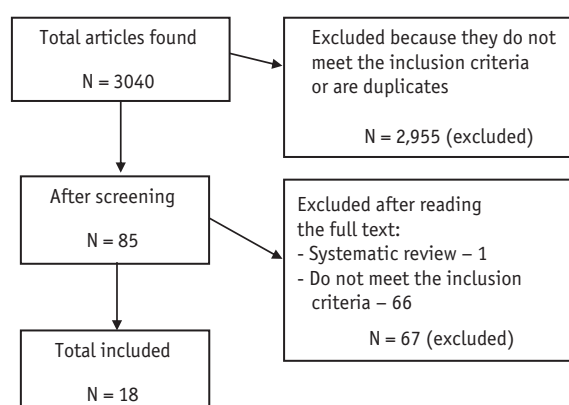 Total articles found
N = 3040
Excluded because they do not
meet the inclusion criteria
or are duplicates
N = 2,955 (excluded)
After screening
N = 85
Excluded after reading
the full text:
- Systematic review – 1
- Do not meet the inclusion
criteria – 66
N = 67 (excluded)
Total included
N = 18